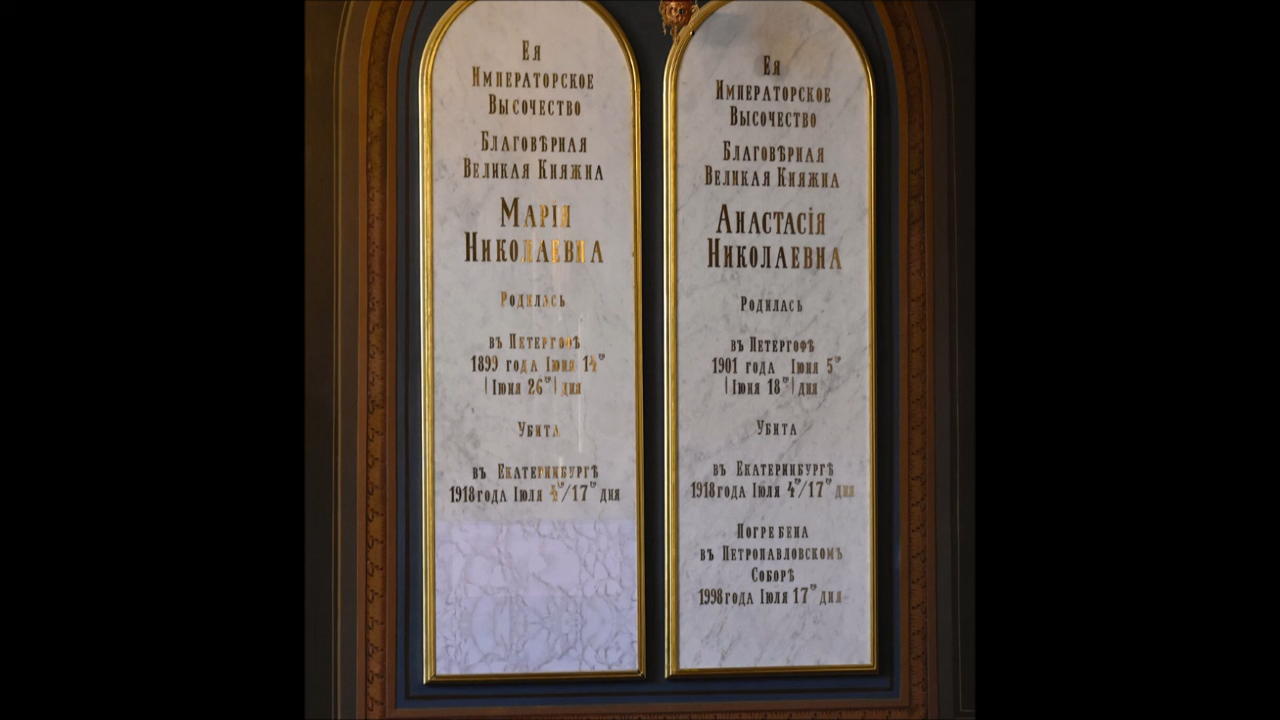 Ея
Императорское
Высочество
Благовѣрная
Великая Княжна
Марія
Николаевна
Родилась
въ Петергофѣ
1899 года Іюня 14го
(Іюня 26го) дня
Убита
въ Екатеринбургѣ
1918 года Іюля 4го/17го дня
Ея
Императорское
Высочество
Благовѣрная
Великая Княжна
Анастасія
Николаевна
Родилась
въ Петергофѣ
1901 года Іюня 5го
(Іюня 18го) дня
Убита
въ Екатеринбургѣ
1918 года Іюля 4го/17го дня
Погребена
въ Петропавловскомъ
Соборѣ
1998 года Іюля 17го дня